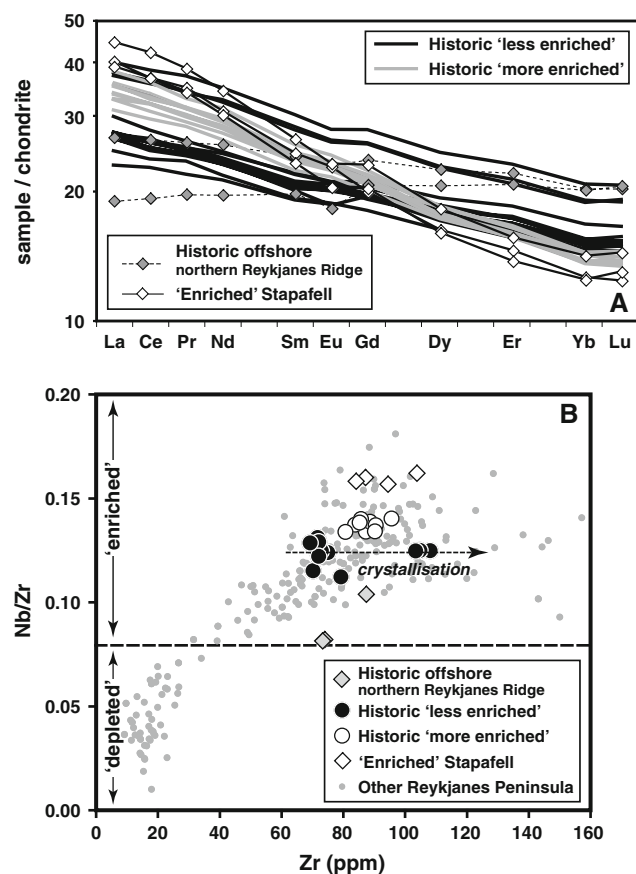 50
40
30
20
10
sample / chondrite
Historic ‘less enriched’
Historic ‘more enriched’
Historic offshore
northern Reykjanes Ridge
‘Enriched’ Stapafell
A
La Ce Pr Nd Sm Eu Gd Dy Er Yb Lu
B
0.20
0.15
0.10
0.05
0.00
Nb/Zr
‘enriched’
‘depleted’
crystallisation
Historic offshore
northern Reykjanes Ridge
Historic ‘less enriched’
Historic ‘more enriched’
‘Enriched’ Stapafell
Other Reykjanes Peninsula
0 20 40 60 80 100 120 140 160
Zr (ppm)